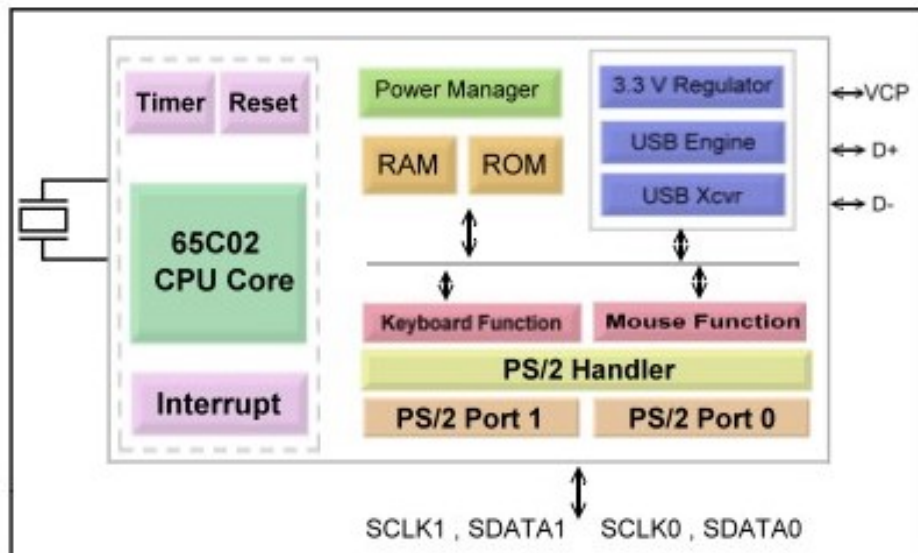 Timer Reset
65C02
CPU Core
Interrupt
Power Manager
RAM ROM
3.3 V Regulator
USB Engine
USB Xcvr
VCP
D+
D-
Keyboard Function Mouse Function
PS/2 Handler
PS/2 Port 1 PS/2 Port 0
SCLK1 , SDATA1 SCLK0 , SDATA0